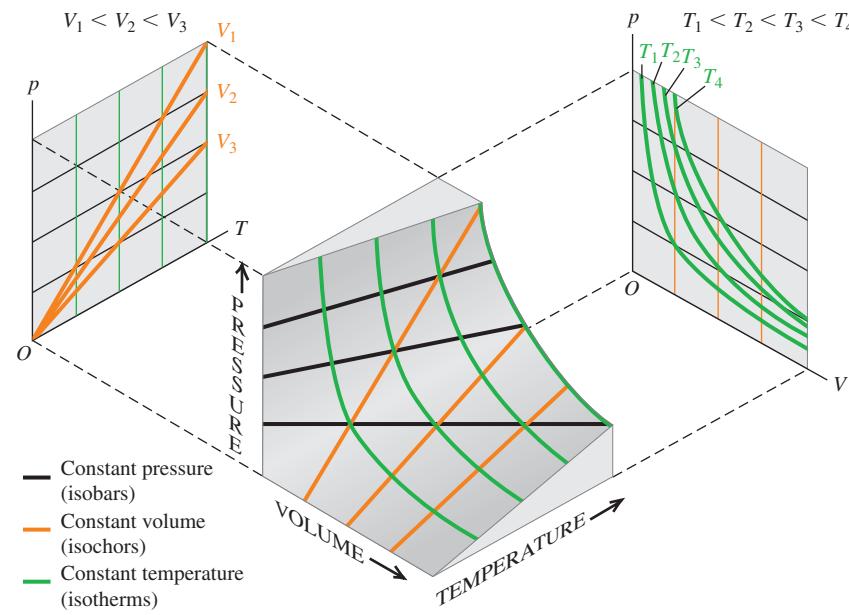 V₁ < V₂ < V₃
V₁
p
V₂
V₃
T
O
p
T₁ < T₂ < T₃ < T₄
T₁ T₂ T₃
T₄
O
V
PRESSURE
VOLUME
TEMPERATURE
Constant pressure
(isobars)
Constant volume
(isochors)
Constant temperature
(isotherms)